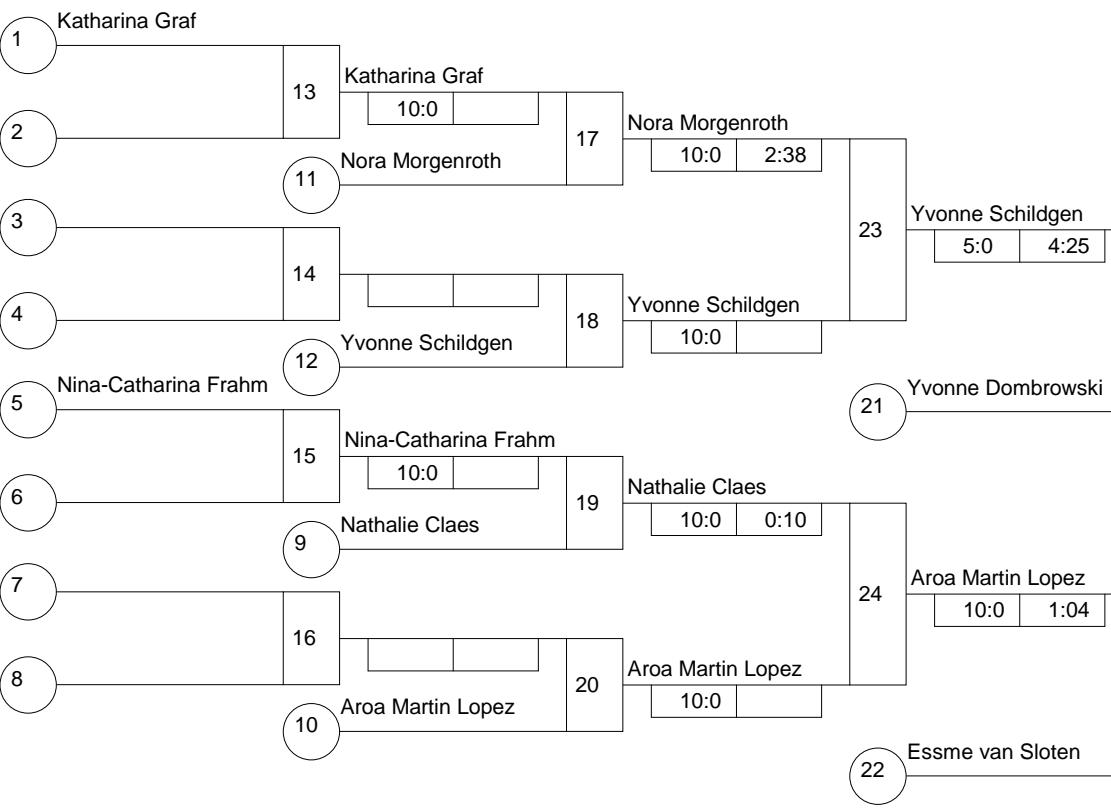 Katharina Graf
1
13
Katharina Graf
10:0
2
17
Nora Morgenroth
10:0 2:38
11
Nora Morgenroth
3
23
Yvonne Schildgen
5:0 4:25
14
4
18
Yvonne Schildgen
10:0
12
Yvonne Schildgen
5
Nina-Catharina Frahm
21
Yvonne Dombrowski
15
Nina-Catharina Frahm
10:0
6
19
Nathalie Claes
10:0 0:10
9
Nathalie Claes
7
24
Aroa Martin Lopez
10:0 1:04
16
8
20
Aroa Martin Lopez
10:0
10
Aroa Martin Lopez
22
Essme van Sloten